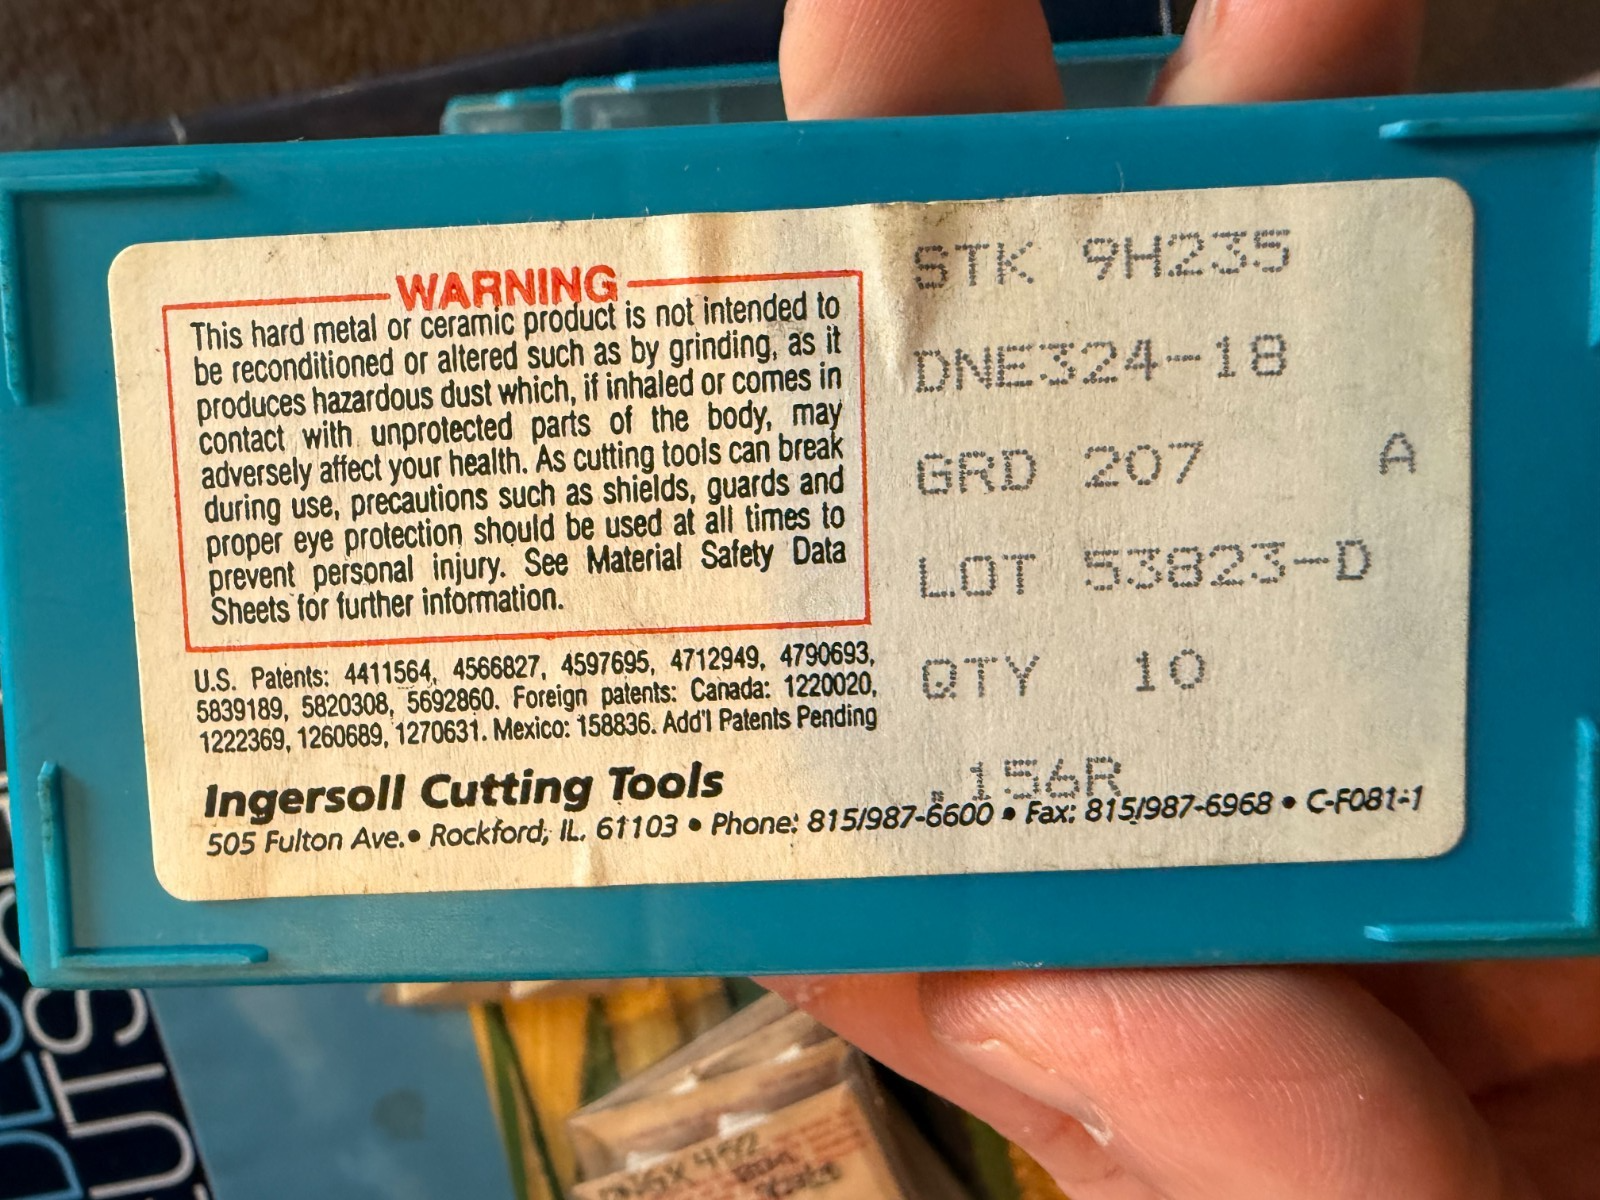 WARNING
This hard metal or ceramic product is not intended to
be reconditioned or altered such as by grinding, as it
produces hazardous dust which, if inhaled or comes in
contact with unprotected parts of the body, may
adversely affect your health. As cutting tools can break
during use, precautions such as shields, guards and
proper eye protection should be used at all times to
prevent personal injury. See Material Safety Data
Sheets for further information.
U.S. Patents: 4411564, 4566827, 4597695, 4712949, 4790693,
5839189, 5820308, 5692860. Foreign patents: Canada: 1220020,
1222369, 1260689, 1270631. Mexico: 158836. Add'l Patents Pending
Ingersoll Cutting Tools
505 Fulton Ave. • Rockford, IL. 61103 • Phone: 815/987-6600 • Fax: 815/987-6968 • C-F081-1
STK 9H235
DNE324-18
GRD 207 A
LOT 53823-D
QTY 10
156R
UTS